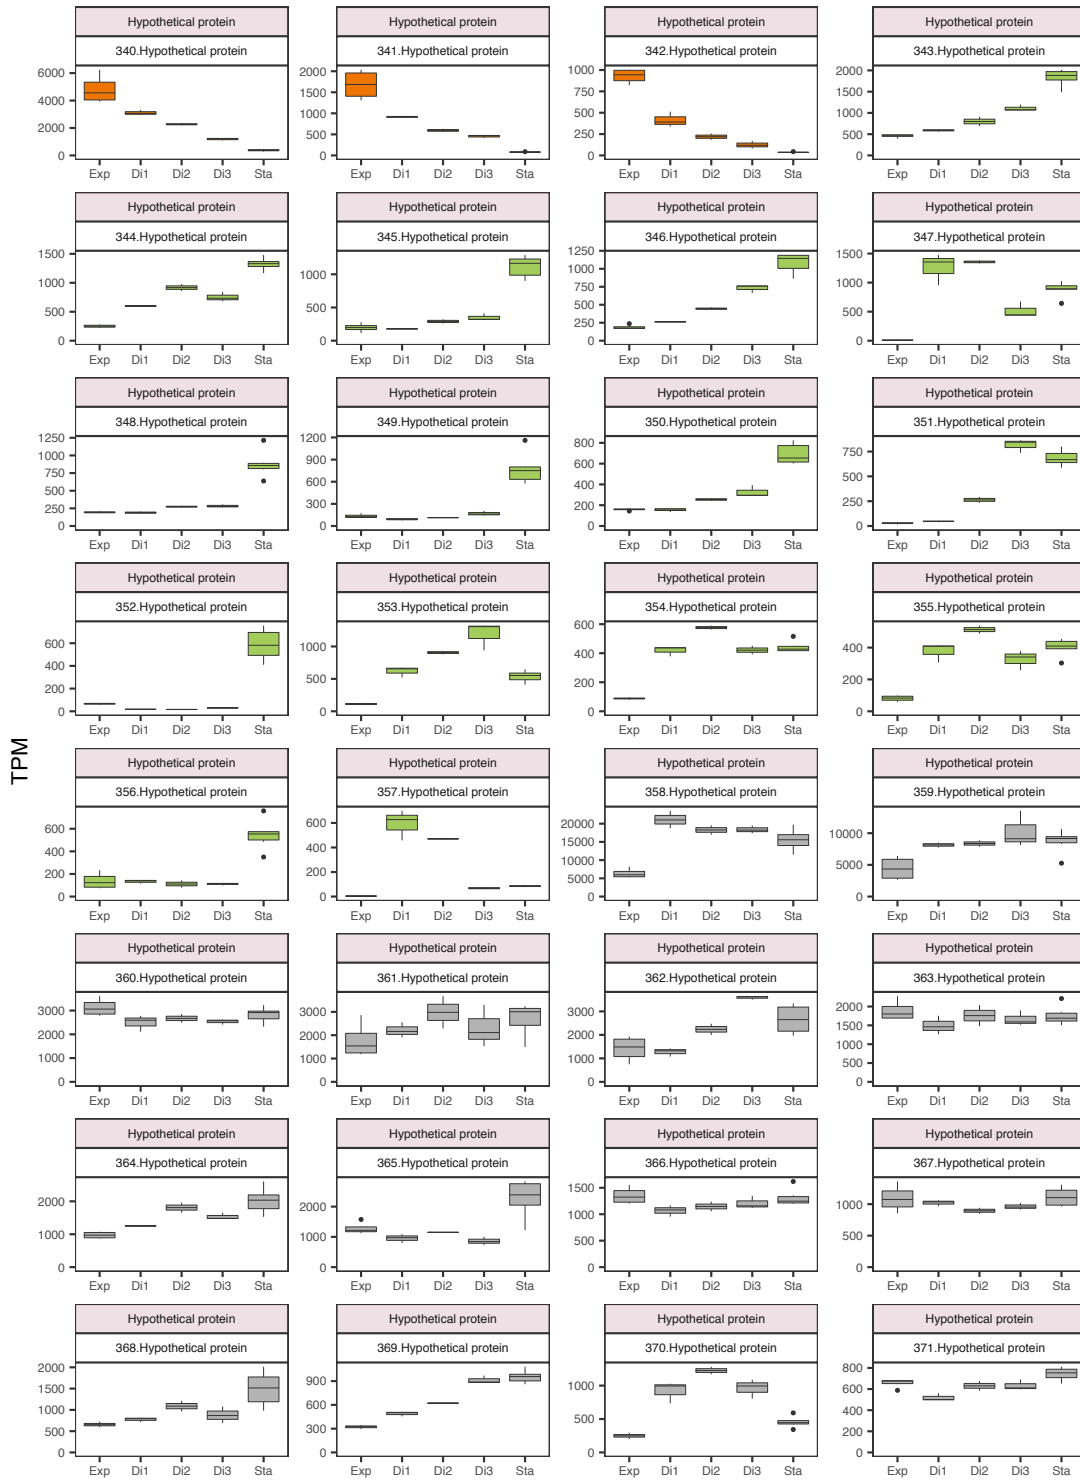 TPM
Hypothetical protein Hypothetical protein Hypothetical protein Hypothetical protein
340.Hypothetical protein 341.Hypothetical protein 342.Hypothetical protein 343.Hypothetical protein
6000 4000 2000 0 2000 1500 1000 500 0 1000 750 500 250 0 2000 1500 1000 500 0
Exp Di1 Di2 Di3 Sta Exp Di1 Di2 Di3 Sta Exp Di1 Di2 Di3 Sta Exp Di1 Di2 Di3 Sta
Hypothetical protein Hypothetical protein Hypothetical protein Hypothetical protein
344.Hypothetical protein 345.Hypothetical protein 346.Hypothetical protein 347.Hypothetical protein
1500 1000 500 0 1000 500 0 1250 1000 750 500 250 0 1500 1000 500 0
Exp Di1 Di2 Di3 Sta Exp Di1 Di2 Di3 Sta Exp Di1 Di2 Di3 Sta Exp Di1 Di2 Di3 Sta
Hypothetical protein Hypothetical protein Hypothetical protein Hypothetical protein
348.Hypothetical protein 349.Hypothetical protein 350.Hypothetical protein 351.Hypothetical protein
1250 1000 750 500 250 0 1200 900 600 300 0 800 600 400 200 0 750 500 250 0
Exp Di1 Di2 Di3 Sta Exp Di1 Di2 Di3 Sta Exp Di1 Di2 Di3 Sta Exp Di1 Di2 Di3 Sta
Hypothetical protein Hypothetical protein Hypothetical protein Hypothetical protein
352.Hypothetical protein 353.Hypothetical protein 354.Hypothetical protein 355.Hypothetical protein
600 400 200 0 1000 500 0 600 400 200 0 400 200 0
Exp Di1 Di2 Di3 Sta Exp Di1 Di2 Di3 Sta Exp Di1 Di2 Di3 Sta Exp Di1 Di2 Di3 Sta
Hypothetical protein Hypothetical protein Hypothetical protein Hypothetical protein
356.Hypothetical protein 357.Hypothetical protein 358.Hypothetical protein 359.Hypothetical protein
600 400 200 0 600 400 200 0 20000 15000 10000 5000 0 10000 5000 0
Exp Di1 Di2 Di3 Sta Exp Di1 Di2 Di3 Sta Exp Di1 Di2 Di3 Sta Exp Di1 Di2 Di3 Sta
Hypothetical protein Hypothetical protein Hypothetical protein Hypothetical protein
360.Hypothetical protein 361.Hypothetical protein 362.Hypothetical protein 363.Hypothetical protein
3000 2000 1000 0 3000 2000 1000 0 3000 2000 1000 0 2000 1500 1000 500 0
Exp Di1 Di2 Di3 Sta Exp Di1 Di2 Di3 Sta Exp Di1 Di2 Di3 Sta Exp Di1 Di2 Di3 Sta
Hypothetical protein Hypothetical protein Hypothetical protein Hypothetical protein
364.Hypothetical protein 365.Hypothetical protein 366.Hypothetical protein 367.Hypothetical protein
2000 1000 0 2000 1000 0 1500 1000 500 0 1000 500 0
Exp Di1 Di2 Di3 Sta Exp Di1 Di2 Di3 Sta Exp Di1 Di2 Di3 Sta Exp Di1 Di2 Di3 Sta
Hypothetical protein Hypothetical protein Hypothetical protein Hypothetical protein
368.Hypothetical protein 369.Hypothetical protein 370.Hypothetical protein 371.Hypothetical protein
2000 1500 1000 500 0 900 600 300 0 1000 500 0 800 600 400 200 0
Exp Di1 Di2 Di3 Sta Exp Di1 Di2 Di3 Sta Exp Di1 Di2 Di3 Sta Exp Di1 Di2 Di3 Sta